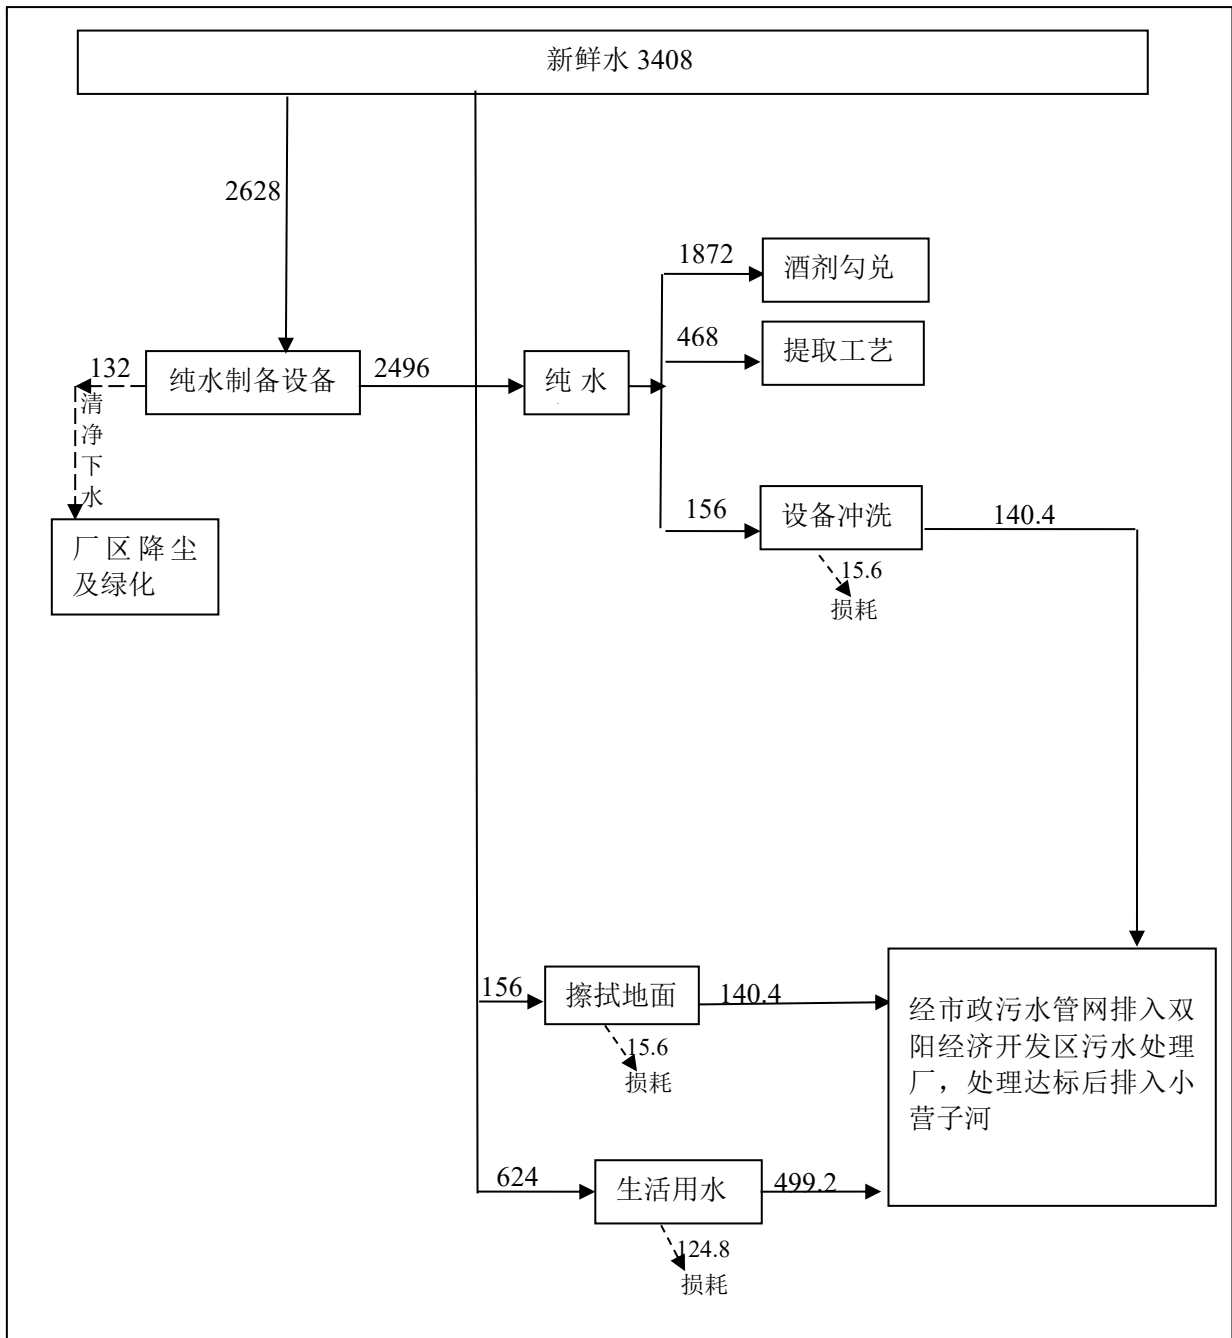 新鲜水 3408
2628
1872
酒剂勾兑
468
提取工艺
132
纯水制备设备
2496
纯 水
清
净
下
水
156
设备冲洗
140.4
厂区降尘
及绿化
15.6
损耗
156
擦拭地面
140.4
15.6
损耗
经市政污水管网排入双
阳经济开发区污水处理
厂，处理达标后排入小
营子河
624
生活用水
499.2
124.8
损耗